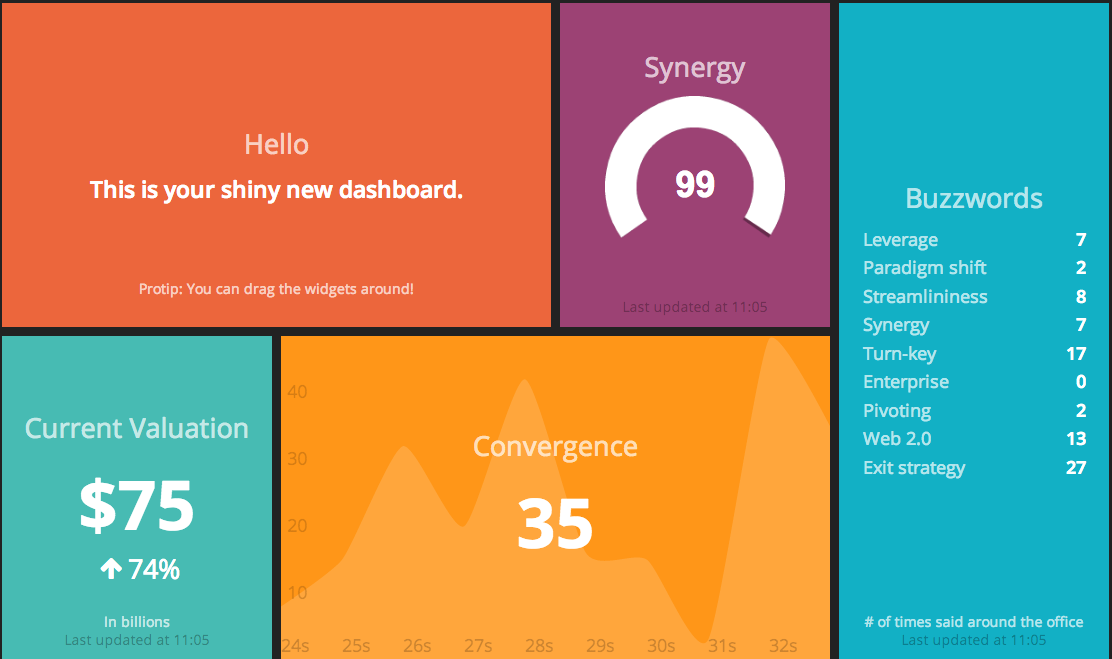 Hello
This is your shiny new dashboard.
Protip: You can drag the widgets around!
Synergy
99
Last updated at 11:05
Buzzwords
Leverage 7
Paradigm shift 2
Streamlininess 8
Synergy 7
Turn-key 17
Enterprise 0
Pivoting 2
Web 2.0 13
Exit strategy 27
# of times said around the office
Last updated at 11:05
Current Valuation
$75
74%
In billions
Last updated at 11:05
Convergence
35
40
30
20
10
24s 25s 26s 27s 28s 29s 30s 31s 32s